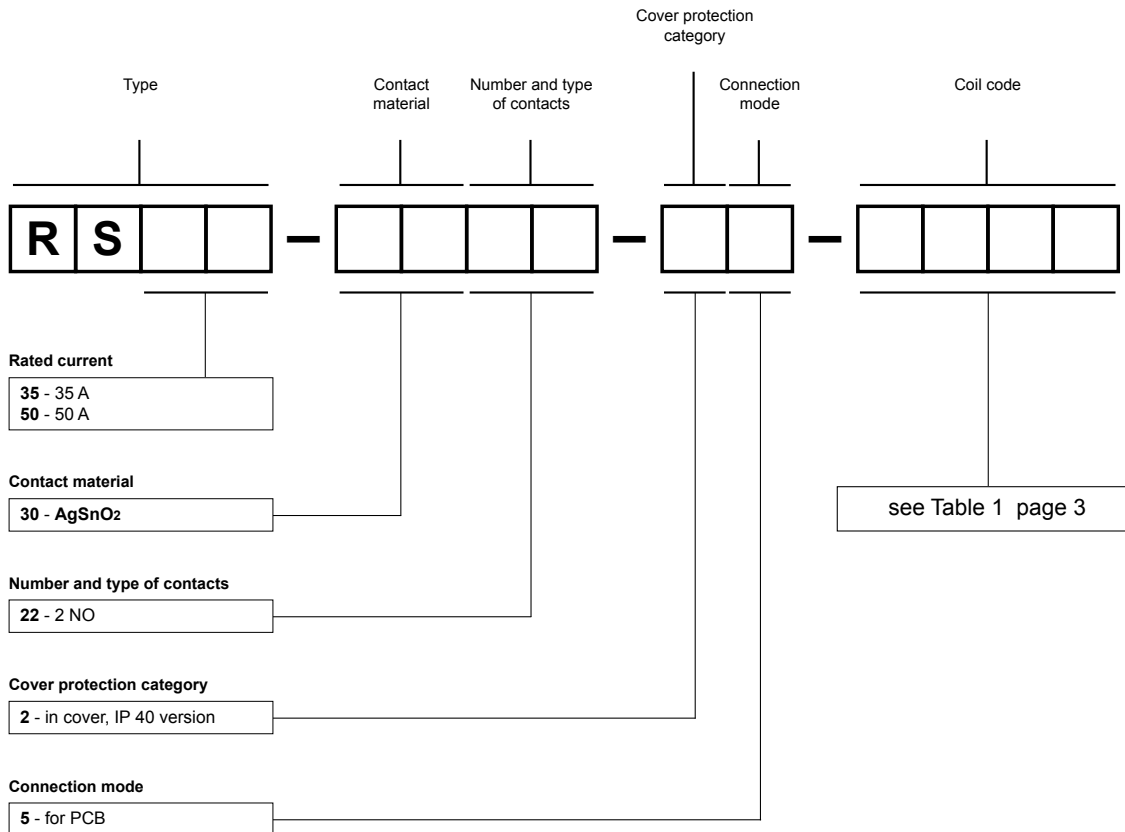 Cover protection
category
Type
Contact
material
Number and type
of contacts
Connection
mode
Coil code
R S – – –
Rated current
35 - 35 A
50 - 50 A
Contact material
30 - AgSnO2
see Table 1 page 3
Number and type of contacts
22 - 2 NO
Cover protection category
2 - in cover, IP 40 version
Connection mode
5 - for PCB